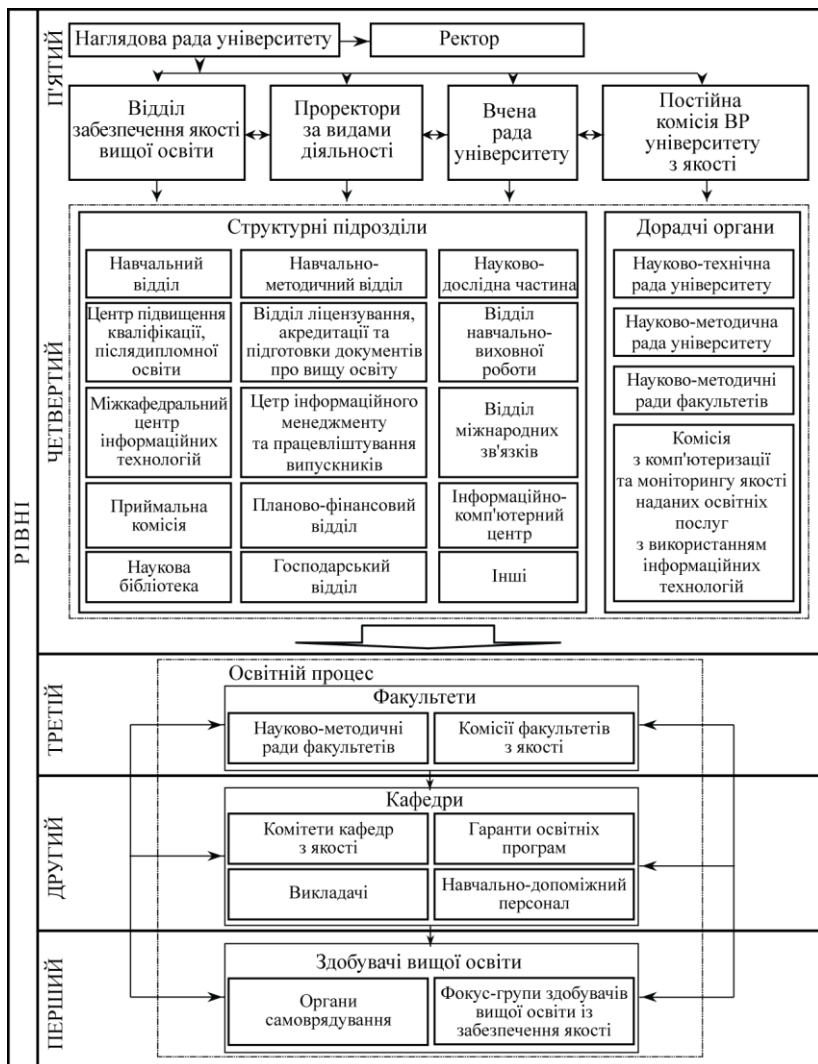 РІВНІ
П'ЯТИЙ
Наглядова рада університету
Ректор
Відділ
забезпечення якості
вищої освіти
Проректори
за видами
діяльності
Вчена
рада
університету
Постійна
комісія ВР
університету
з якості
ЧЕТВЕРТИЙ
Структурні підрозділи
Навчальний
відділ
Навчально-
методичний відділ
Науково-
дослідна частина
Центр підвищення
кваліфікації,
післядипломної
освіти
Відділ ліцензування,
акредитації та
підготовки документів
про вищу освіту
Відділ
навчально-
виховної
роботи
Міжкафедральний
центр
інформаційних
технологій
Цетр інформаційного
менеджменту
та працевліштування
випускників
Відділ
міжнародних
зв'язків
Приймальна
комісія
Планово-фінансовий
відділ
Інформаційно-
комп'ютерний
центр
Наукова
бібліотека
Господарський
відділ
Інші
Дорадчі органи
Науково-технічна
рада університету
Науково-методична
рада університету
Науково-методичні
ради факультетів
Комісія
з комп'ютеризації
та моніторингу якості
наданих освітніх
послуг
з використанням
інформаційних
технологій
ТРЕТІЙ
Освітній процес
Факультети
Науково-методичні
ради факультетів
Комісії факультетів
з якості
ДРУГИЙ
Кафедри
Комітети кафедр
з якості
Гаранти освітніх
програм
Викладачі
Навчально-допоміжний
персонал
ПЕРШИЙ
Здобувачі вищої освіти
Органи
самоврядування
Фокус-групи здобувачів
вищої освіти із
забезпечення якості